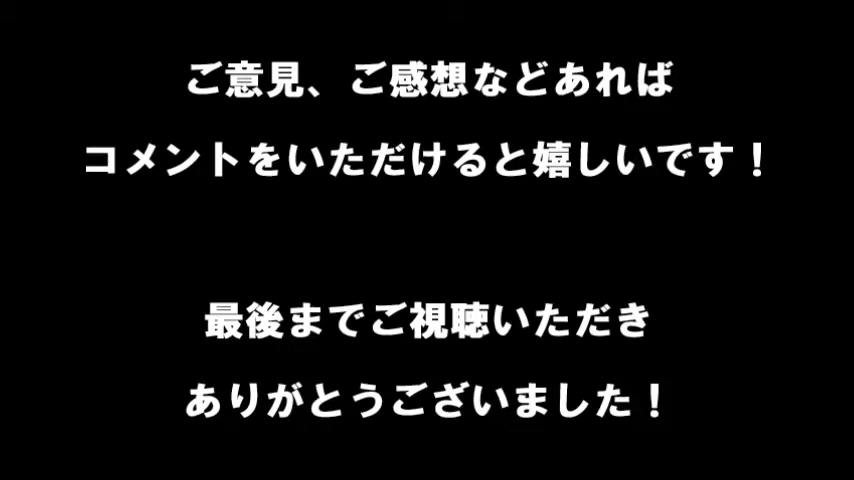 ご意見、ご感想などあれば
コメントをいただけると嬉しいです！
最後までご視聴いただき
ありがとうございました！